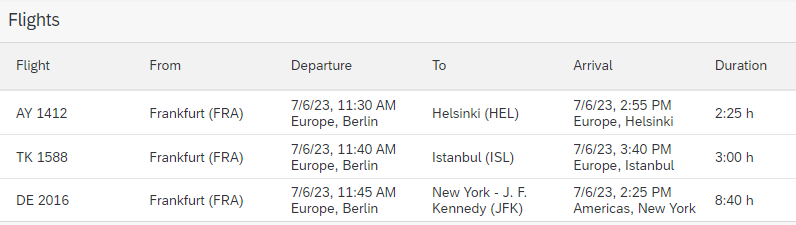 Flights
Flight From Departure To Arrival Duration
AY 1412 Frankfurt (FRA) 7/6/23, 11:30 AM Helsinki (HEL) 7/6/23, 2:55 PM 2:25 h
Europe, Berlin Europe, Helsinki
TK 1588 Frankfurt (FRA) 7/6/23, 11:40 AM Istanbul (ISL) 7/6/23, 3:40 PM 3:00 h
Europe, Berlin Europe, Istanbul
DE 2016 Frankfurt (FRA) 7/6/23, 11:45 AM New York - J. F. 7/6/23, 2:25 PM 8:40 h
Europe, Berlin Kennedy (JFK) Americas, New York